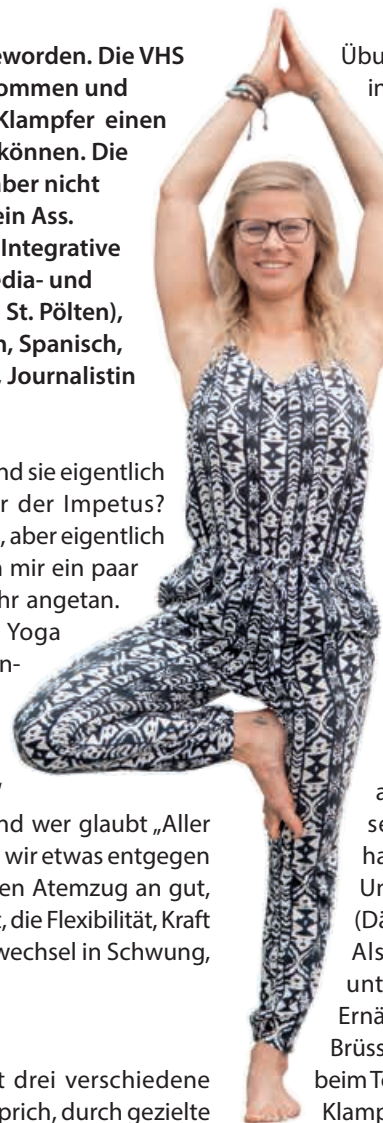 eworden. Die VHS
ommen und
Klampfer einen
können. Die
aber nicht
ein Ass.
Integrative
edia- und
St. Pölten),
n, Spanisch,
, Journalistin
nd sie eigentlich
r der Impetus?
, aber eigentlich
n mir ein paar
hr angetan.
Yoga
n-
nd wer glaubt „Aller
wir etwas entgegen
en Atemzug an gut,
t, die Flexibilität, Kraft
wechsel in Schwung,
t drei verschiedene
prich, durch gezielte
Übu
in
a
se
ha
Un
(Dä
Als
unt
Ernä
Brüss
beim Te
Klamp